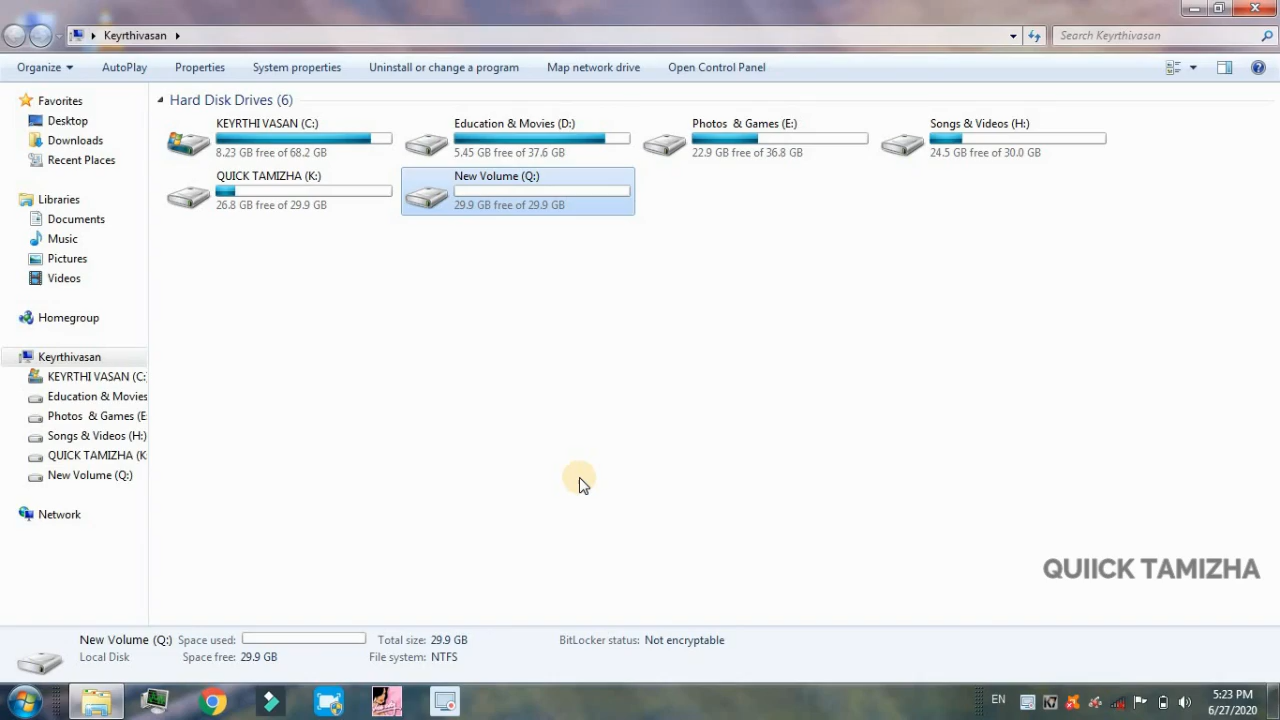 Keyrthivasan
Search Keyrthivasan
Organize AutoPlay Properties System properties Uninstall or change a program Map network drive Open Control Panel
Favorites
Desktop
Downloads
Recent Places
Libraries
Documents
Music
Pictures
Videos
Homegroup
Keyrthivasan
KEYRTHI VASAN (C:
Education & Movies
Photos & Games (E
Songs & Videos (H:)
QUICK TAMIZHA (K
New Volume (Q:)
Network
Hard Disk Drives (6)
KEYRTHI VASAN (C:)
8.23 GB free of 68.2 GB
Education & Movies (D:)
5.45 GB free of 37.6 GB
Photos & Games (E:)
22.9 GB free of 36.8 GB
Songs & Videos (H:)
24.5 GB free of 30.0 GB
QUICK TAMIZHA (K:)
26.8 GB free of 29.9 GB
New Volume (Q:)
29.9 GB free of 29.9 GB
QUIICK TAMIZHA
New Volume (Q:) Space used: Total size: 29.9 GB BitLocker status: Not encryptable
Local Disk Space free: 29.9 GB File system: NTFS
EN
5:23 PM
6/27/2020